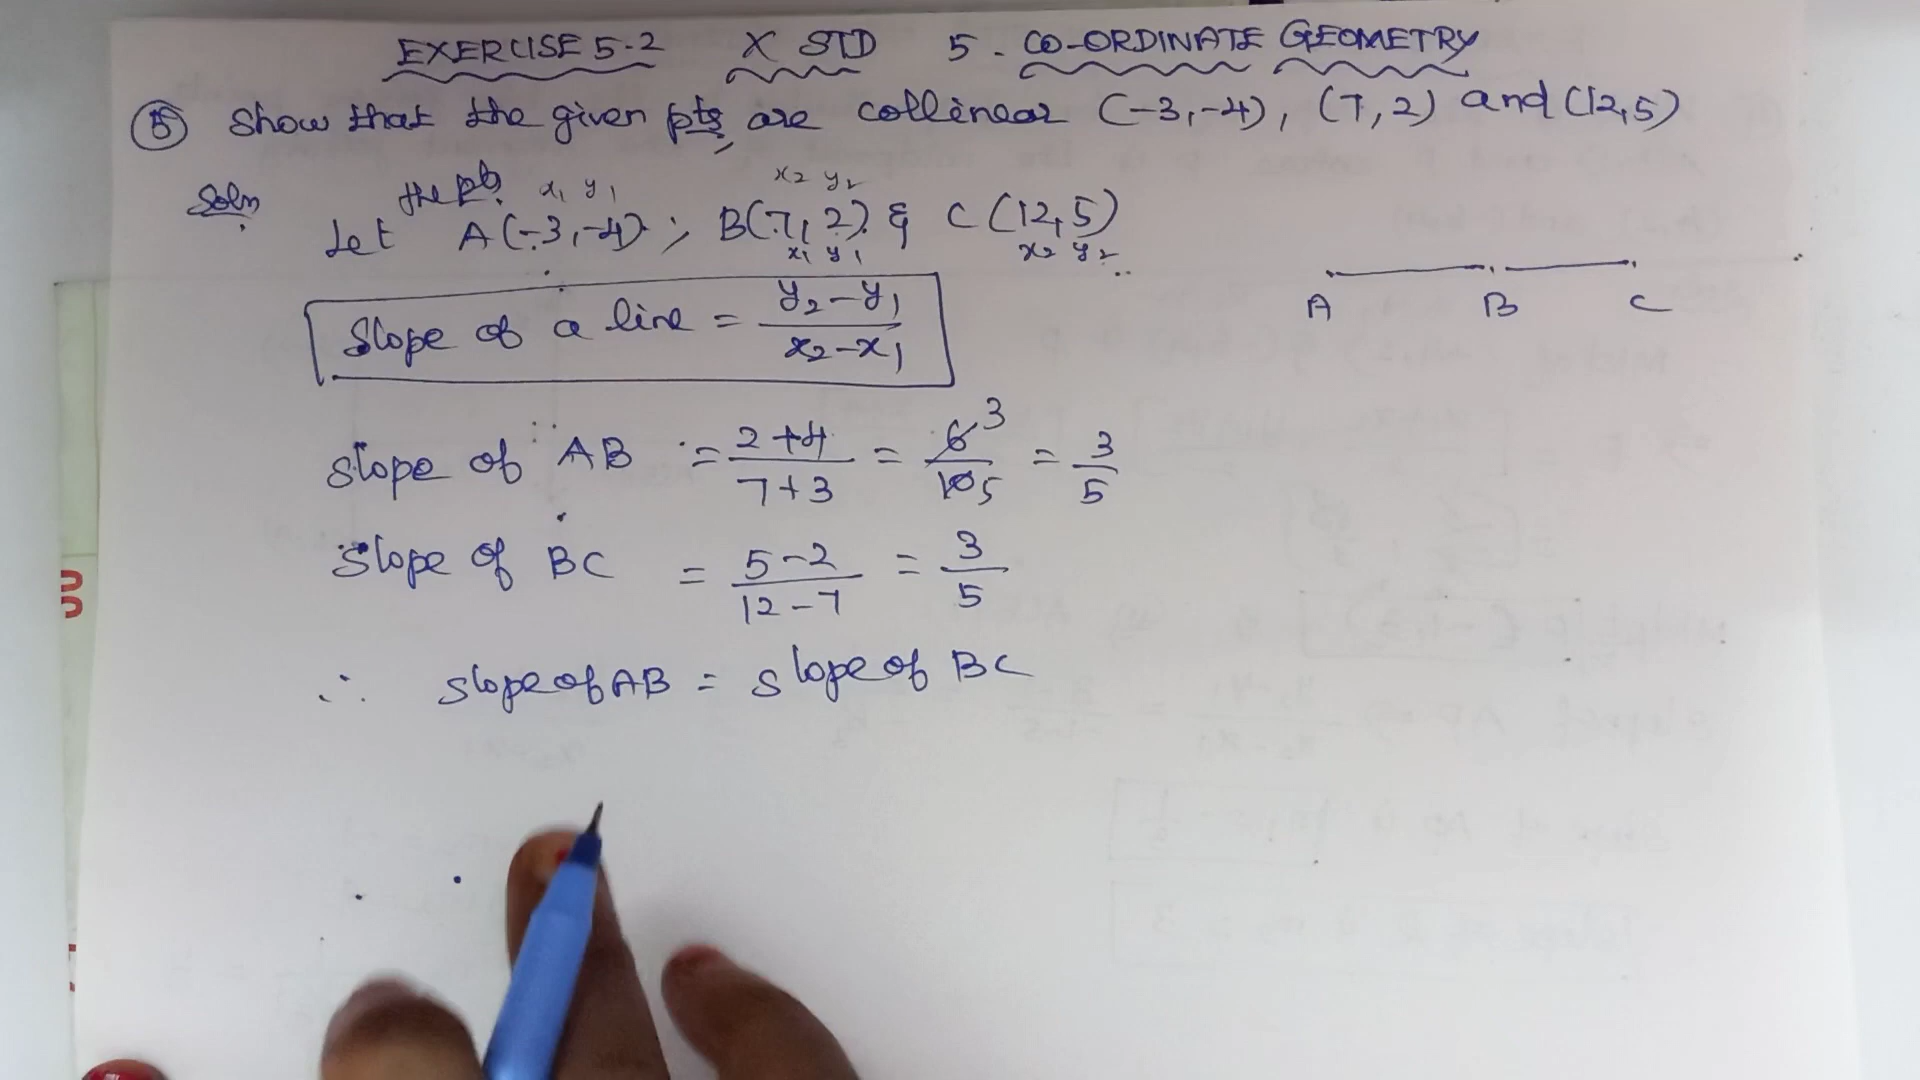 EXERCISE 5-2 X STD 5. CO-ORDINATE GEOMETRY
⑤ Show that the given pts are collinear (-3,-4), (7,2) and (12,5)
Soln
the pts. x₁ y₁ x₂ y₂
Let A(-3,-4); B(7,2) & C(12,5)
x₁ y₁ x₂ y₂
A B C
Slope of a line = y₂-y₁ / x₂-x₁
Slope of AB = 2+4 / 7+3 = 6 3 / 10 5 = 3/5
Slope of BC = 5-2 / 12-7 = 3/5
∴ slope of AB = slope of BC